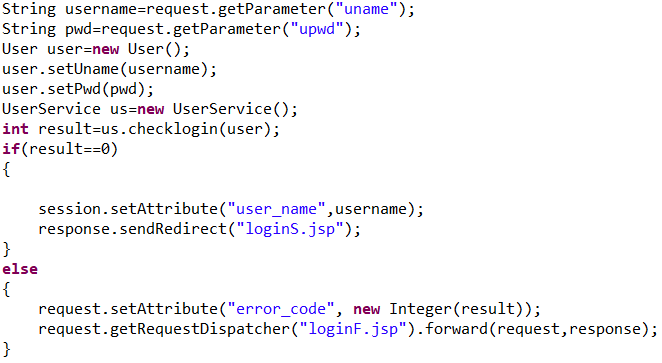 String username=request.getParameter("uname");
String pwd=request.getParameter("upwd");
User user=new User();
user.setUname(username);
user.setPwd(pwd);
UserService us=new UserService();
int result=us.checklogin(user);
if(result==0)
{
session.setAttribute("user_name",username);
response.sendRedirect("loginS.jsp");
}
else
{
request.setAttribute("error_code", new Integer(result));
request.getRequestDispatcher("loginF.jsp").forward(request,response);
}